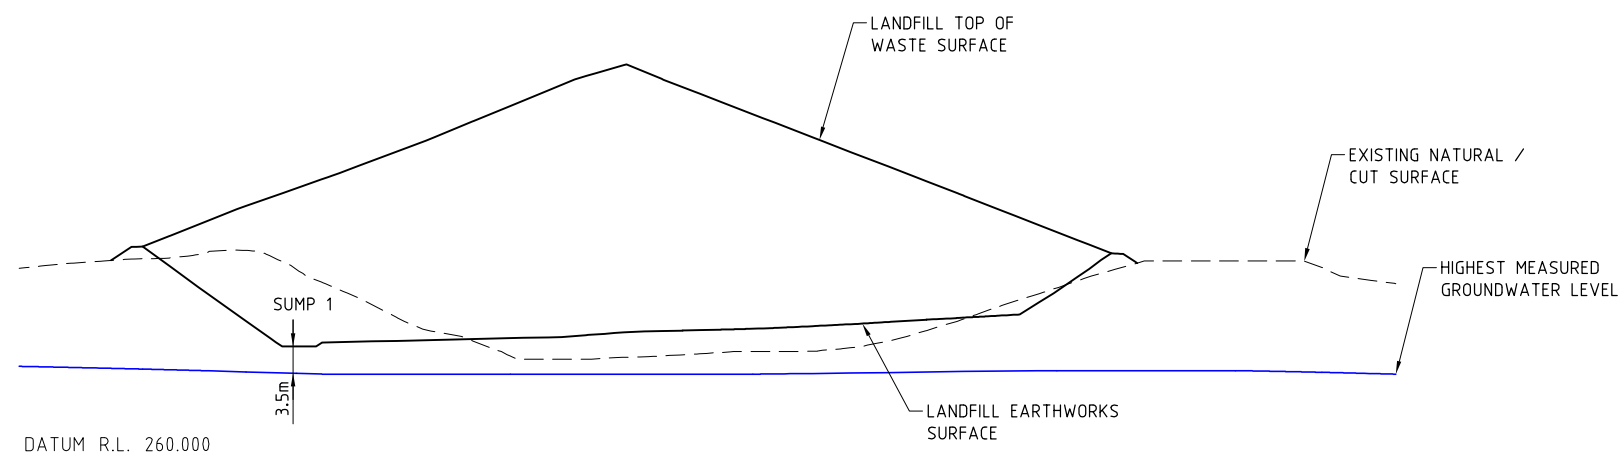 LANDFILL TOP OF
WASTE SURFACE
EXISTING NATURAL /
CUT SURFACE
HIGHEST MEASURED
GROUNDWATER LEVEL
SUMP 1
3.5m
LANDFILL EARTHWORKS
SURFACE
DATUM R.L. 260.000